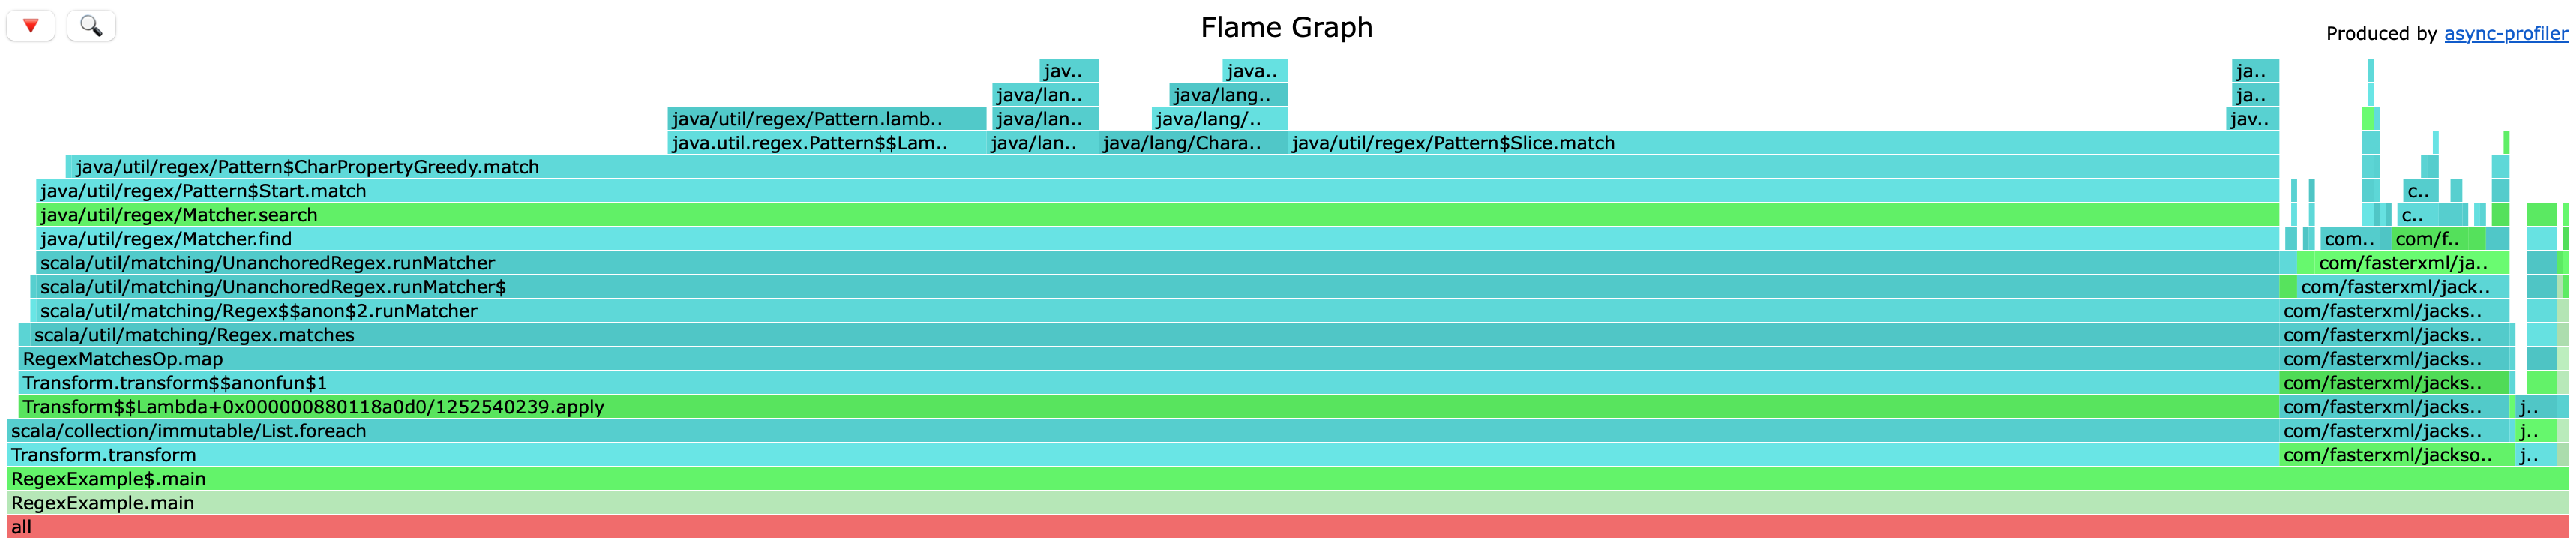 Flame Graph
Produced by async-profiler
jav.. java.. ja..
java/lan.. java/lang.. ja..
java/util/regex/Pattern.lamb.. java/lan.. java/lang/.. jav..
java.util.regex.Pattern$$Lam.. java/lan.. java/lang/Chara.. java/util/regex/Pattern$Slice.match
java/util/regex/Pattern$CharPropertyGreedy.match
java/util/regex/Pattern$Start.match c..
java/util/regex/Matcher.search c..
java/util/regex/Matcher.find com.. com/f..
scala/util/matching/UnanchoredRegex.runMatcher com/fasterxml/ja..
scala/util/matching/UnanchoredRegex.runMatcher$ com/fasterxml/jack..
scala/util/matching/Regex$$anon$2.runMatcher com/fasterxml/jacks..
scala/util/matching/Regex.matches com/fasterxml/jacks..
RegexMatchesOp.map com/fasterxml/jacks..
Transform.transform$$anonfun$1 com/fasterxml/jacks..
Transform$$Lambda+0x000000880118a0d0/1252540239.apply com/fasterxml/jacks.. j..
scala/collection/immutable/List.foreach com/fasterxml/jacks.. j..
Transform.transform com/fasterxml/jackso.. j..
RegexExample$.main
RegexExample.main
all